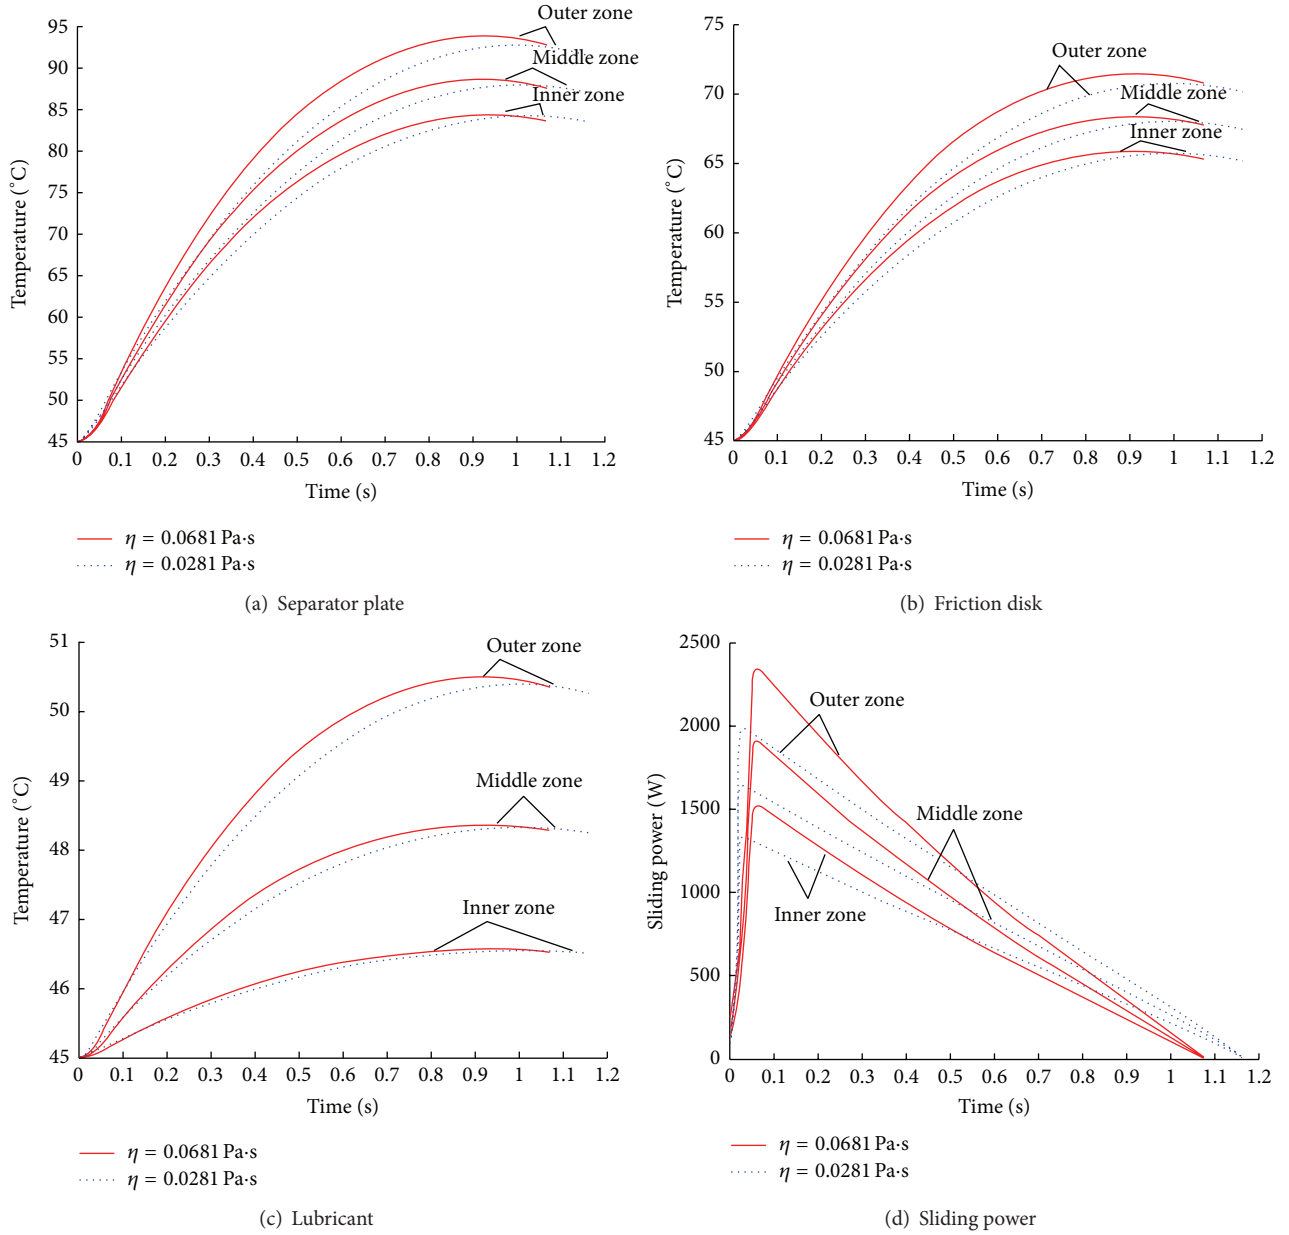 95
90
85
80
75
70
65
60
55
50
45
Temperature (°C)
Outer zone
Middle zone
Inner zone
0 0.1 0.2 0.3 0.4 0.5 0.6 0.7 0.8 0.9 1 1.1 1.2
Time (s)
η = 0.0681 Pa·s
η = 0.0281 Pa·s
(a) Separator plate
75
70
65
60
55
50
45
Temperature (°C)
Outer zone
Middle zone
Inner zone
0 0.1 0.2 0.3 0.4 0.5 0.6 0.7 0.8 0.9 1 1.1 1.2
Time (s)
η = 0.0681 Pa·s
η = 0.0281 Pa·s
(b) Friction disk
51
50
49
48
47
46
45
Temperature (°C)
Outer zone
Middle zone
Inner zone
0 0.1 0.2 0.3 0.4 0.5 0.6 0.7 0.8 0.9 1 1.1 1.2
Time (s)
η = 0.0681 Pa·s
η = 0.0281 Pa·s
(c) Lubricant
2500
2000
1500
1000
500
0
Sliding power (W)
Outer zone
Middle zone
Inner zone
0 0.1 0.2 0.3 0.4 0.5 0.6 0.7 0.8 0.9 1 1.1 1.2
Time (s)
η = 0.0681 Pa·s
η = 0.0281 Pa·s
(d) Sliding power